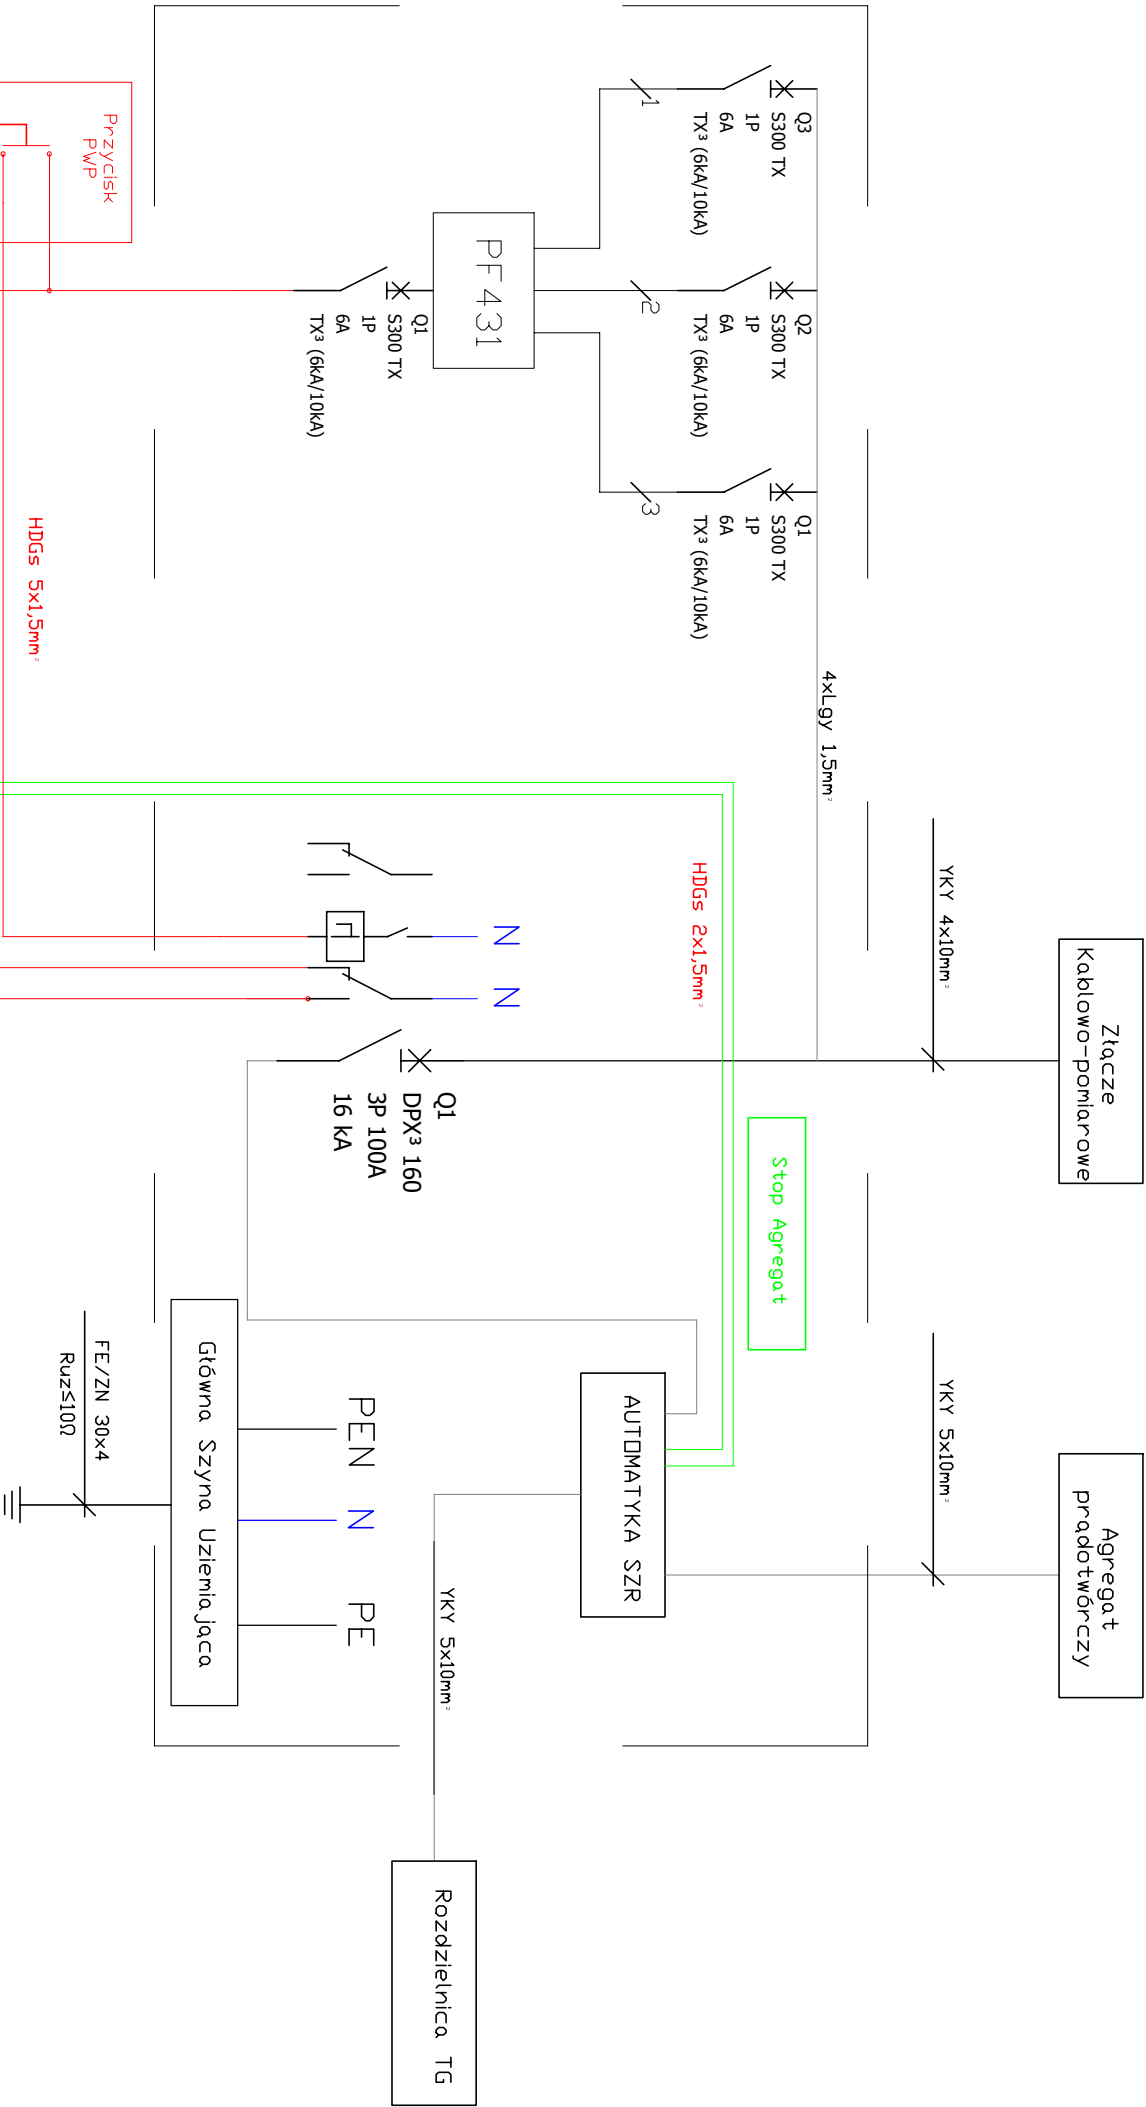 Złącze
Kablowo-pomiarowe
Agregat
prądotwórczy
YKY 4x10mm²
YKY 5x10mm²
4xLgy 1,5mm²
Q3
S300 TX
1P
6A
TX³ (6kA/10kA)
Q2
S300 TX
1P
6A
TX³ (6kA/10kA)
Q1
S300 TX
1P
6A
TX³ (6kA/10kA)
1
2
3
Stop Agregat
HDGs 2x1,5mm²
AUTOMATYKA SZR
PF431
N
N
Q1
S300 TX
1P
6A
TX³ (6kA/10kA)
Q1
DPX³ 160
3P 100A
16 kA
YKY 5x10mm²
Rozdzielnica TG
PEN
N
PE
Główna Szyna Uziemiająca
Przycisk
PWP
FE/ZN 30x4
Ruz≤10Ω
HDGs 5x1,5mm²